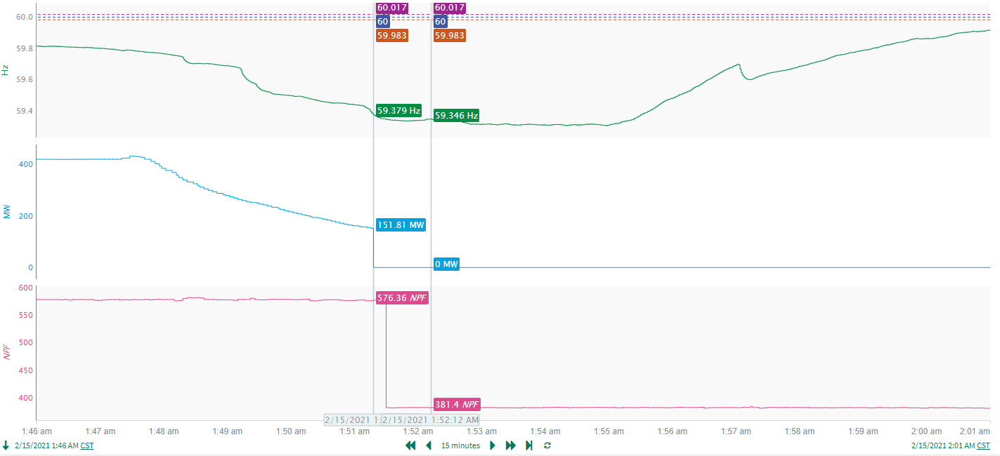 60.017 60.017
60.0
60 60
59.983 59.983
59.8
Hz
59.6
59.4
59.379 Hz 59.346 Hz
400
MW
200
151.81 MW
0
0 MW
600
576.36 NPF
550
500
NPF
450
400
381.4 NPF
2/15/2021 1: 2/15/2021 1:52:12 AM
1:46 am 1:47 am 1:48 am 1:49 am 1:50 am 1:51 am 1:52 am 1:53 am 1:54 am 1:55 am 1:56 am 1:57 am 1:58 am 1:59 am 2:00 am 2:01 am
2/15/2021 1:46 AM CST 15 minutes 2/15/2021 2:01 AM CST